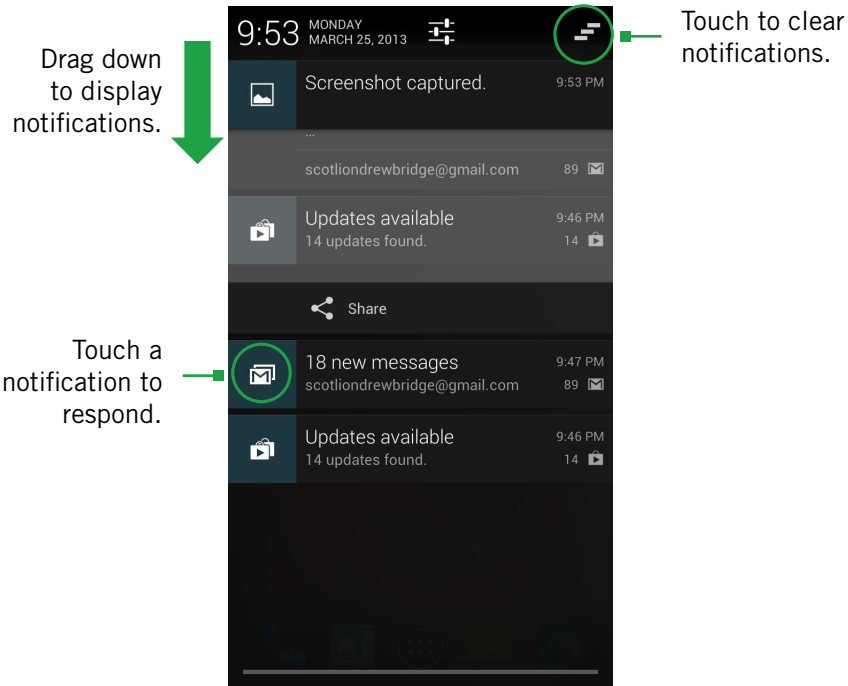 Drag down
to display
notifications.
9:53 MONDAY
MARCH 25, 2013
Touch to clear
notifications.
Screenshot captured. 9:53 PM
...
scotliondrewbridge@gmail.com 89
Updates available 9:46 PM
14 updates found. 14
Share
Touch a
notification to
respond.
18 new messages 9:47 PM
scotliondrewbridge@gmail.com 89
Updates available 9:46 PM
14 updates found. 14